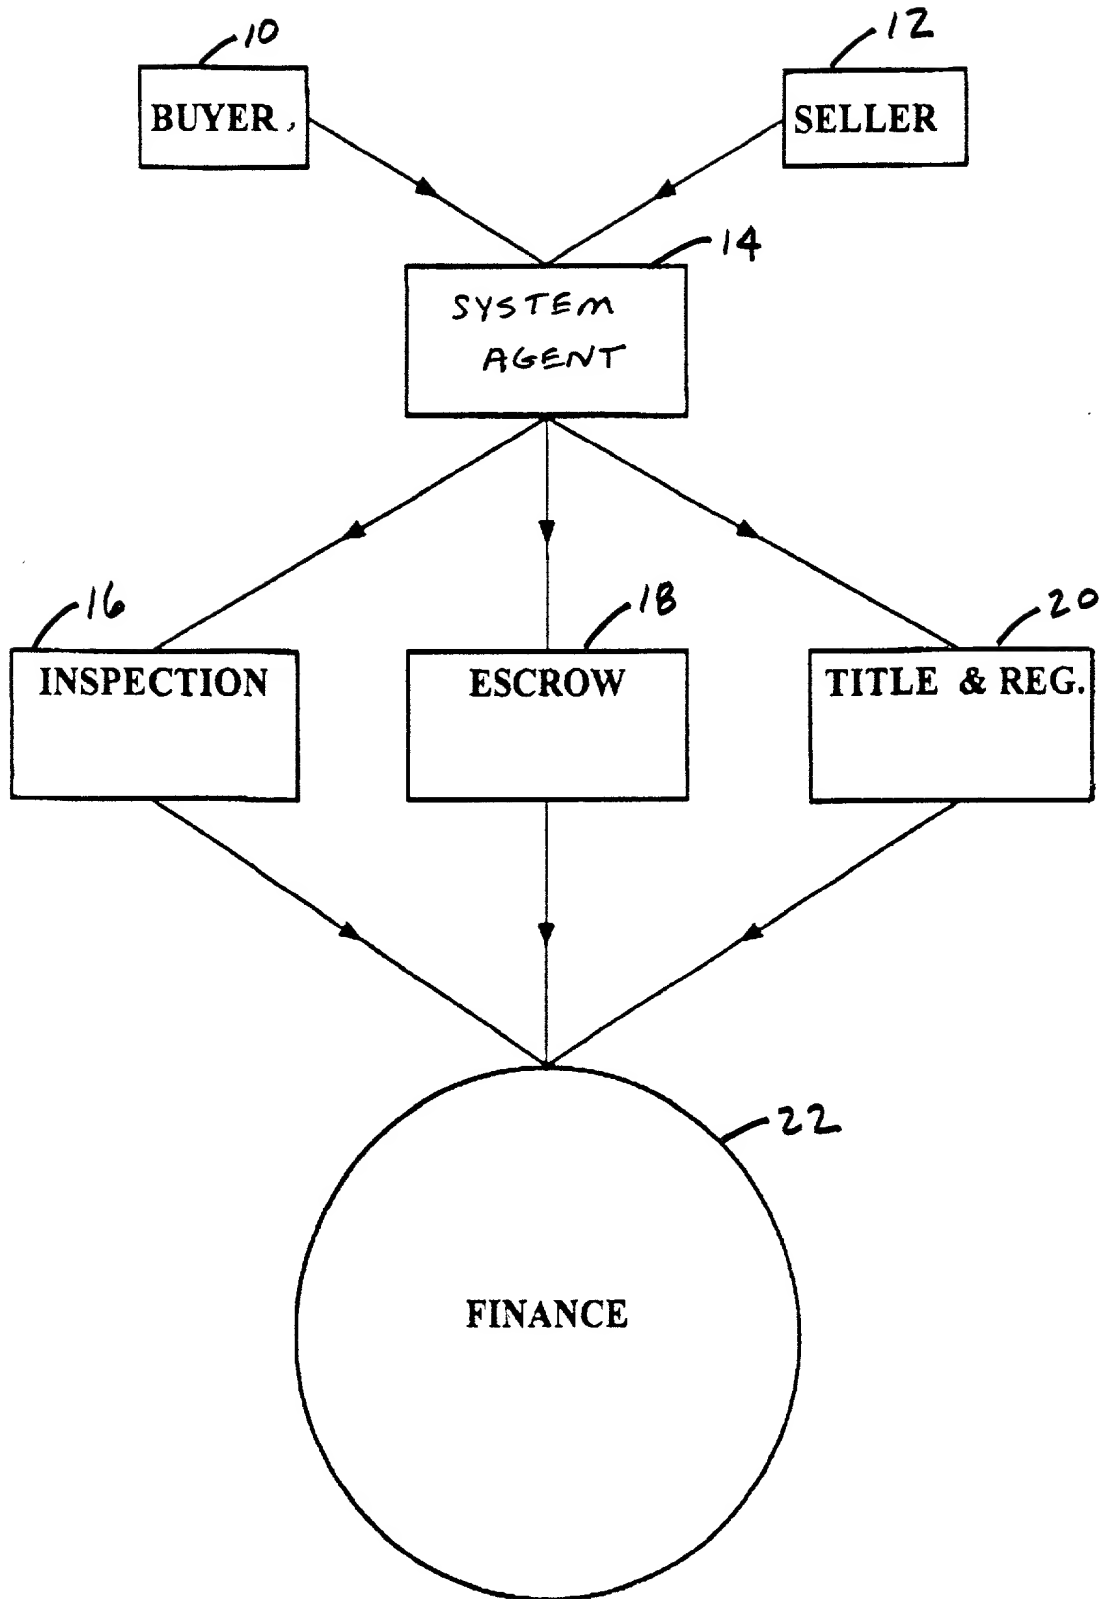 10
12
BUYER
SELLER
14
SYSTEM
AGENT
16
18
20
INSPECTION
ESCROW
TITLE & REG.
22
FINANCE